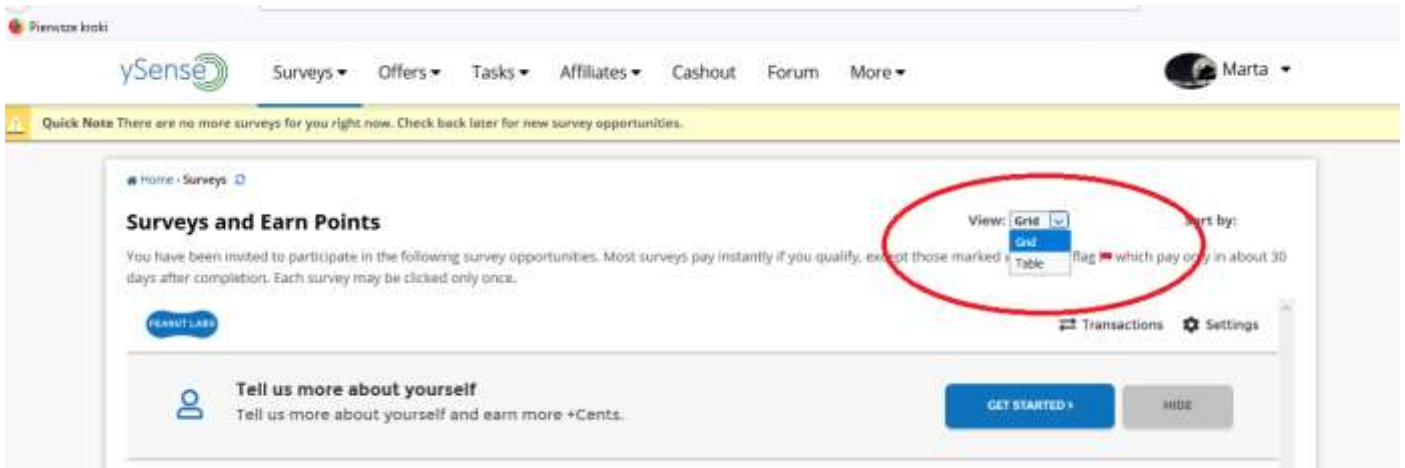 Pierwsze kroki
ySense Surveys Offers Tasks Affiliates Cashout Forum More Marta
Quick Note There are no more surveys for you right now. Check back later for new survey opportunities.
Home › Surveys
Surveys and Earn Points View: Grid Sort by:
Grid
Table
You have been invited to participate in the following survey opportunities. Most surveys pay instantly if you qualify, except those marked flag which pay only in about 30
days after completion. Each survey may be clicked only once.
PEANUT LABS Transactions Settings
Tell us more about yourself
Tell us more about yourself and earn more +Cents.
GET STARTED › HIDE